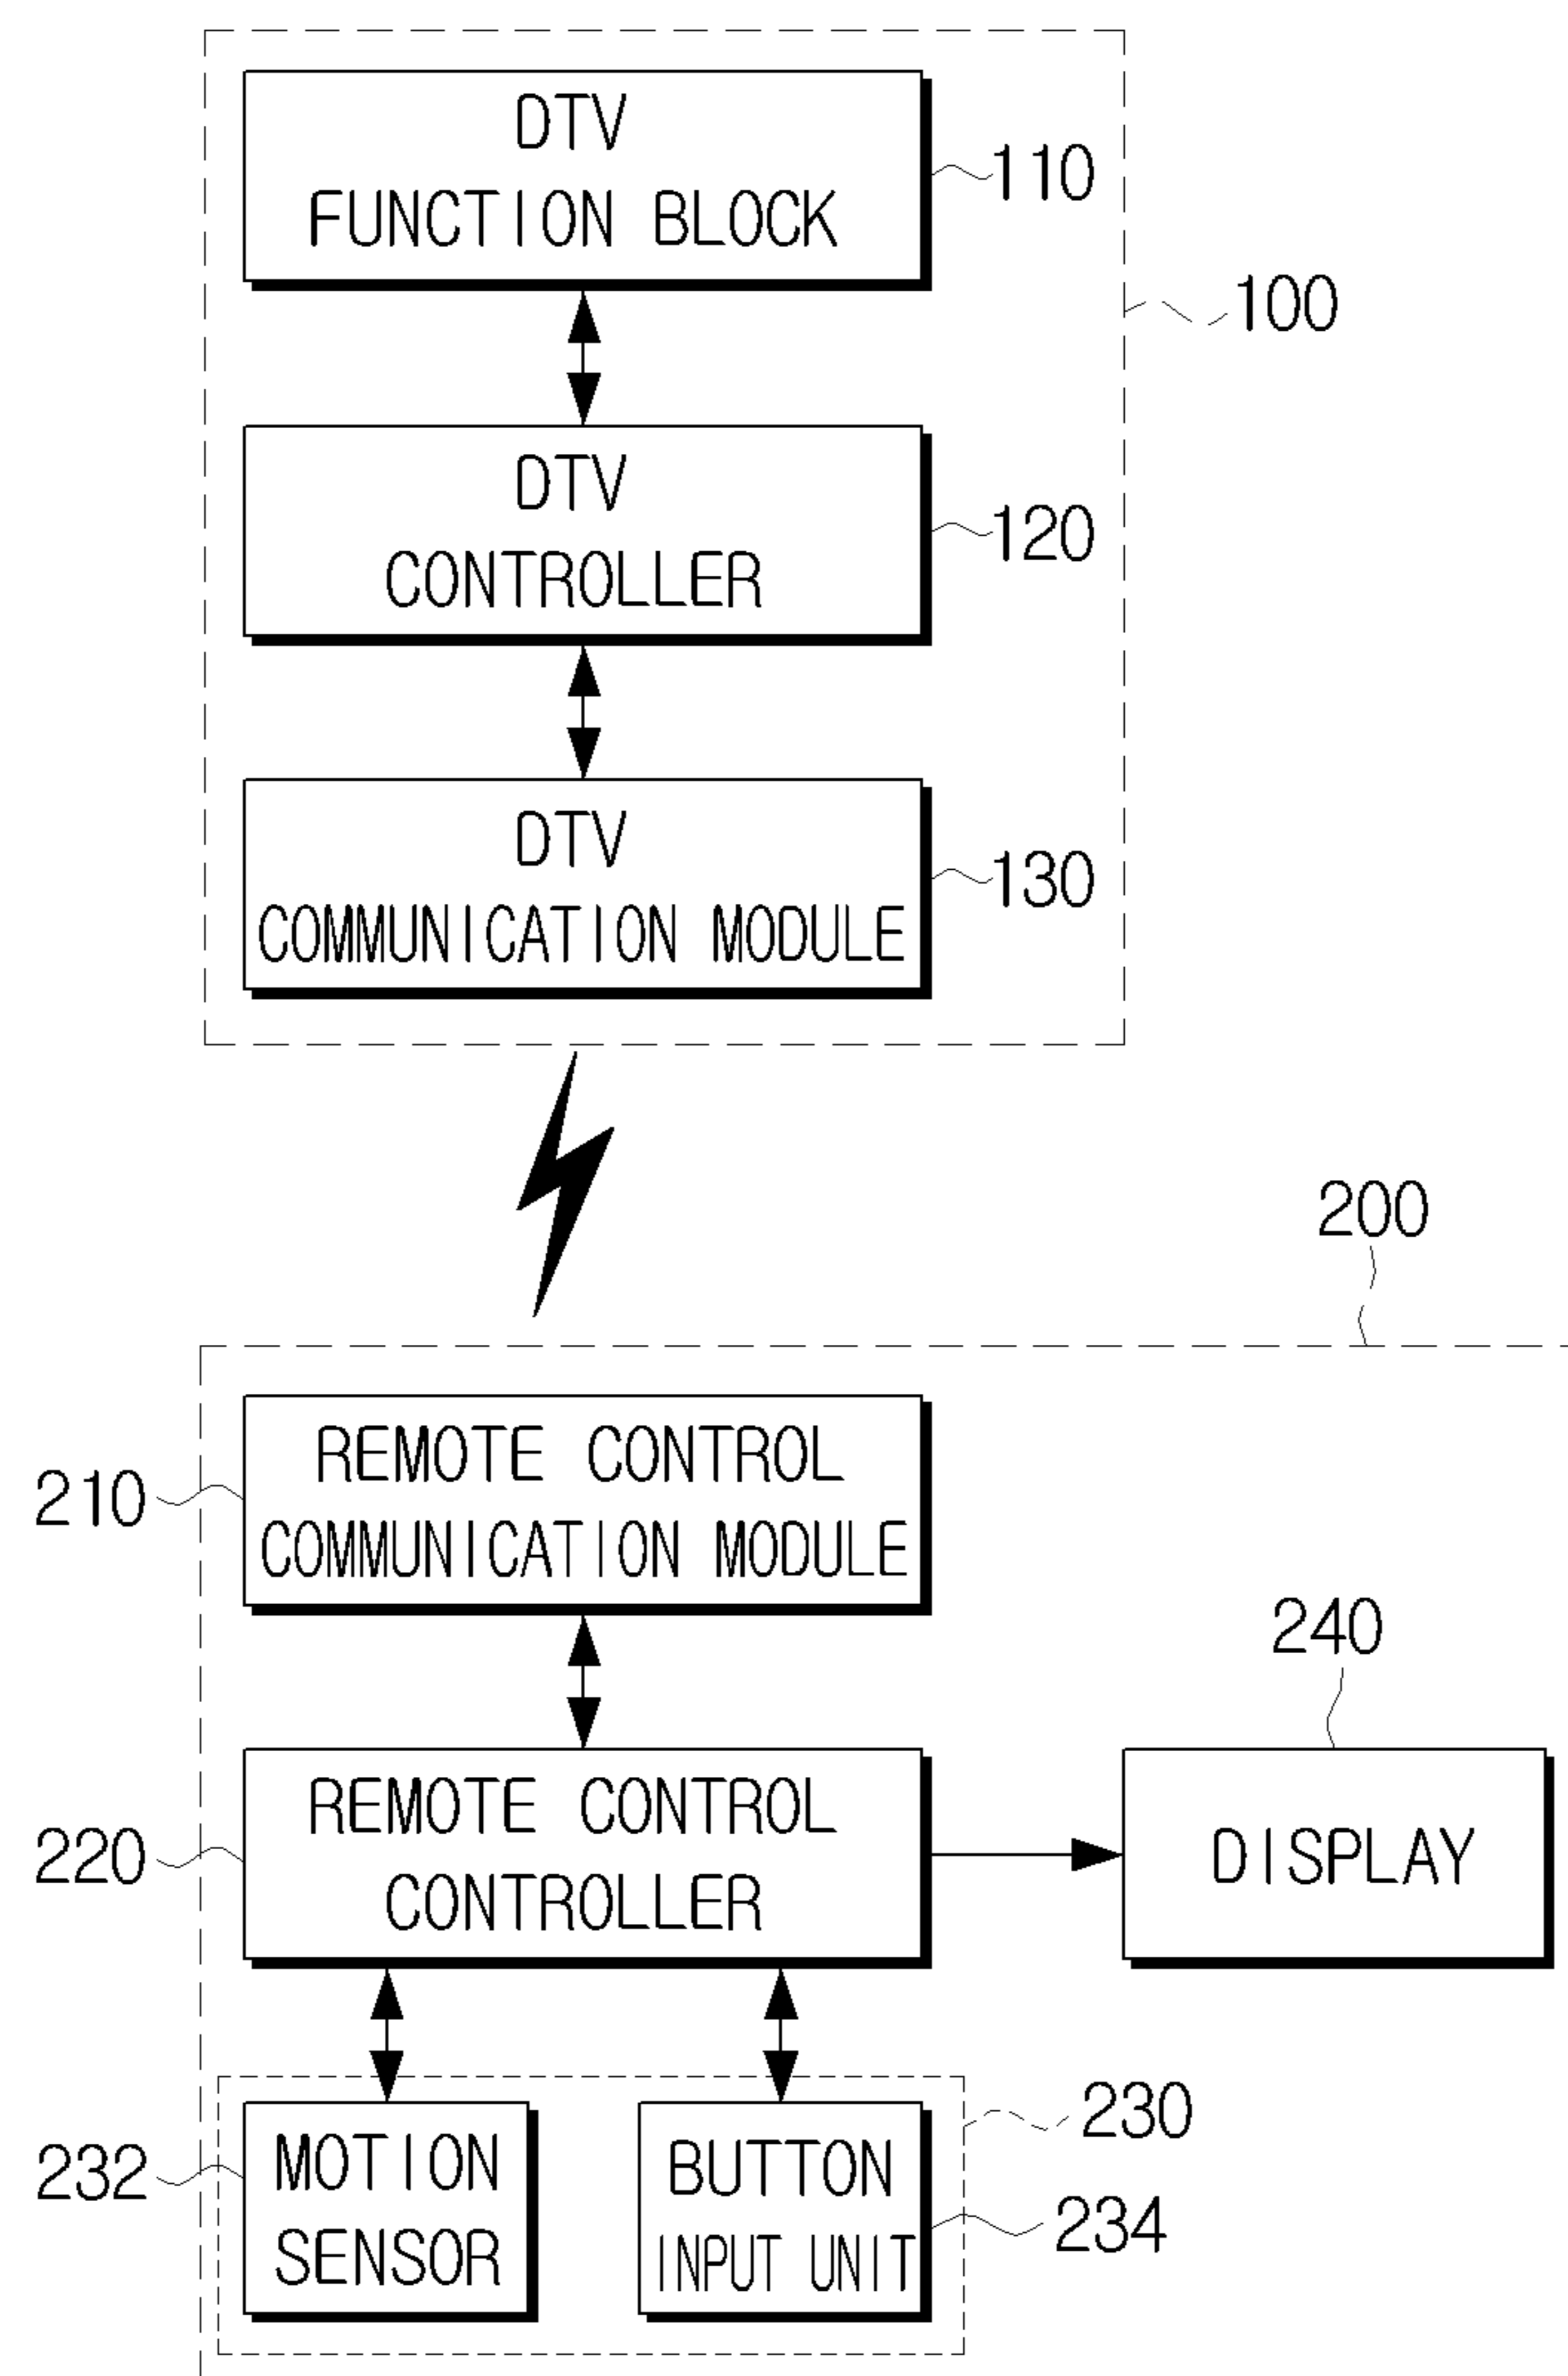 DTV
FUNCTION BLOCK
110
100
DTV
CONTROLLER
120
DTV
COMMUNICATION MODULE
130
200
REMOTE CONTROL
COMMUNICATION MODULE
210
240
REMOTE CONTROL
CONTROLLER
220
DISPLAY
230
MOTION
SENSOR
232
BUTTON
INPUT UNIT
234